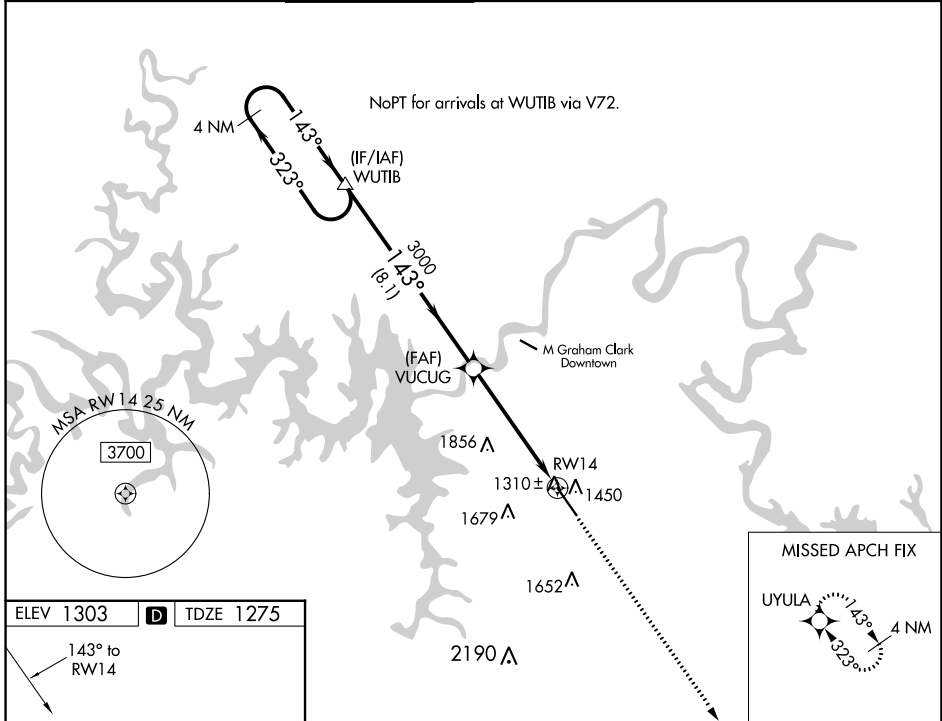 NoPT for arrivals at WUTIB via V72.
4 NM
143°
323°
(IF/IAF)
WUTIB
3000
143°
(8.1)
M Graham Clark
Downtown
(FAF)
VUCUG
MSA RW14 25 NM
3700
1856
RW14
1310 ±
1450
1679
1652
2190
MISSED APCH FIX
UYULA
143°
4 NM
323°
ELEV 1303 D TDZE 1275
143° to
RW14